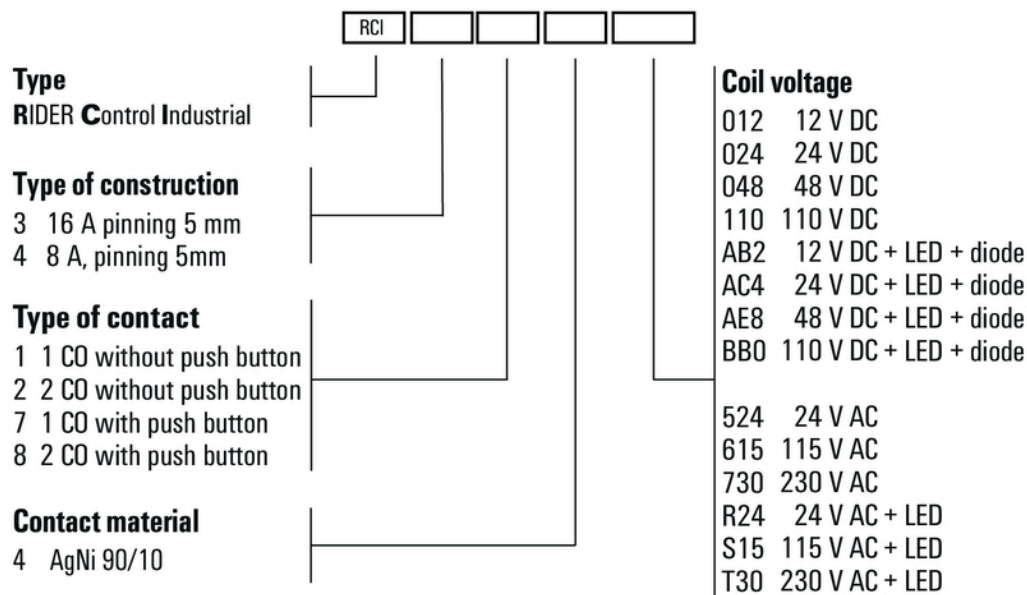 RCI
Type
RIDER Control Industrial
Type of construction
3 16 A pinning 5 mm
4 8 A, pinning 5mm
Type of contact
1 1 CO without push button
2 2 CO without push button
7 1 CO with push button
8 2 CO with push button
Contact material
4 AgNi 90/10
Coil voltage
012 12 V DC
024 24 V DC
048 48 V DC
110 110 V DC
AB2 12 V DC + LED + diode
AC4 24 V DC + LED + diode
AE8 48 V DC + LED + diode
BB0 110 V DC + LED + diode
524 24 V AC
615 115 V AC
730 230 V AC
R24 24 V AC + LED
S15 115 V AC + LED
T30 230 V AC + LED